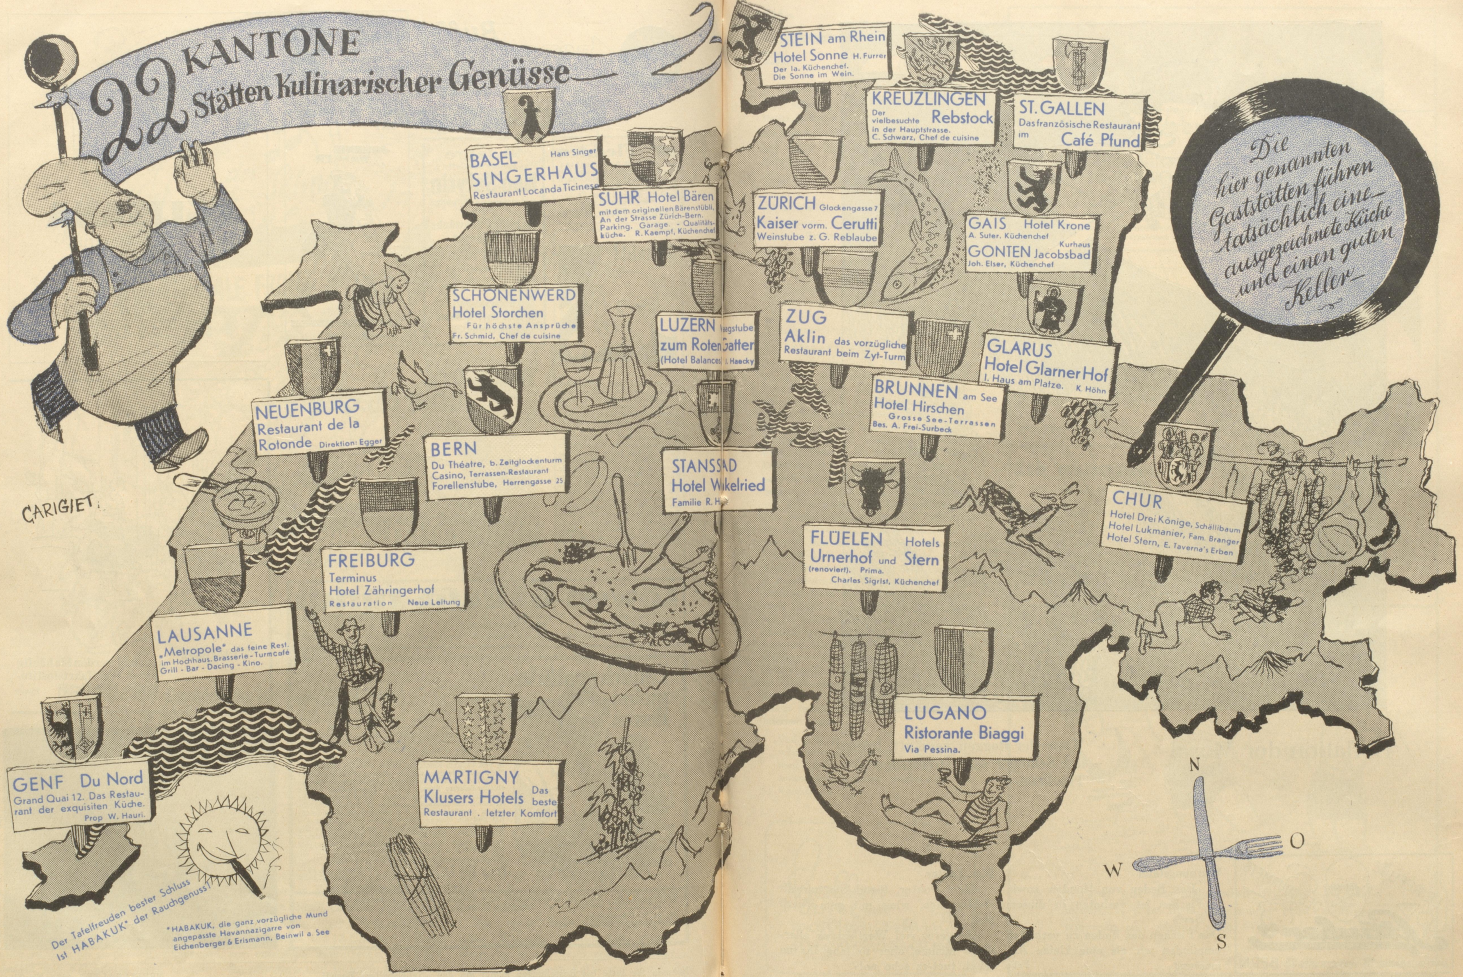 22 KANTONE
Stätten Kulinarischer Genüsse
STEIN am Rhein
Hotel Sonne H. Furrer
Der Ia. Küchenchef.
Die Sonne im Wein.
KREUZLINGEN
Der
vielbesuchte Rebstock
in der Hauptstrasse.
C. Schwarz, Chef de cuisine
ST. GALLEN
Das französische Restaurant
im Café Pfund
Die
hier genannten
Gaststätten führen
tatsächlich eine
ausgezeichnete Küche
und einen guten
Keller
BASEL Hans Singer
SINGERHAUS
Restaurant Locanda Ticinese
SUHR Hotel Bären
mit dem originellen Bärenstübli.
An der Strasse Zürich-Bern.
Parking. Garage - Qualitäts-
küche. R. Kaempf, Küchenchef
ZÜRICH Glockengasse 7
Kaiser vorm. Cerutti
Weinstube z. G. Reblaube
GAIS Hotel Krone
A. Suter, Küchenchef
Kurhaus
GONTEN Jacobsbad
Joh. Elser, Küchenchef
SCHÖNENWERD
Hotel Storchen
Für höchste Ansprüche
Fr. Schmid, Chef de cuisine
LUZERN
zum Roten Gatter
(Hotel Balances) Haecky
ZUG
Aklin das vorzügliche
Restaurant beim Zyt-Turm
GLARUS
Hotel Glarner Hof
I. Haus am Platze. K. Höhn
BRUNNEN am See
Hotel Hirschen
Grosse See-Terrassen
Bes. A. Frei-Surbeck
NEUENBURG
Restaurant de la
Rotonde Direktion: Egger
BERN
Du Théatre, b. Zeitglockenturm
Casino, Terrassen-Restaurant
Forellenstube, Herrengasse 25
STANSSAD
Hotel Wikelried
Familie R.
CHUR
Hotel Drei Könige, Schällibaum
Hotel Lukmanier, Fam. Branger
Hotel Stern, E. Taverna's Erben
CARIGIET.
FREIBURG
Terminus
Hotel Zähringerhof
Restauration Neue Leitung
FLÜELEN Hotels
Urnerhof und Stern
(renoviert). Prima.
Charles Sigrist, Küchenchef
LAUSANNE
„Metropole" das feine Rest.
im Hochhaus. Brasserie-Turmcafé
Grill - Bar - Dacing - Kino.
LUGANO
Ristorante Biaggi
Via Pessina.
GENF Du Nord
Grand Quai 12. Das Restau-
rant der exquisiten Küche.
Prop W. Hauri.
MARTIGNY
Klusers Hotels Das
beste
Restaurant . letzter Komfort
Der Tafelfreuden bester Schluss
Ist HABAKUK* der Rauchgenuss!
*HABAKUK, die ganz vorzügliche Mund
angepasste Havannazigarre von
Eichenberger & Erismann, Beinwil a. See
N
W O
S